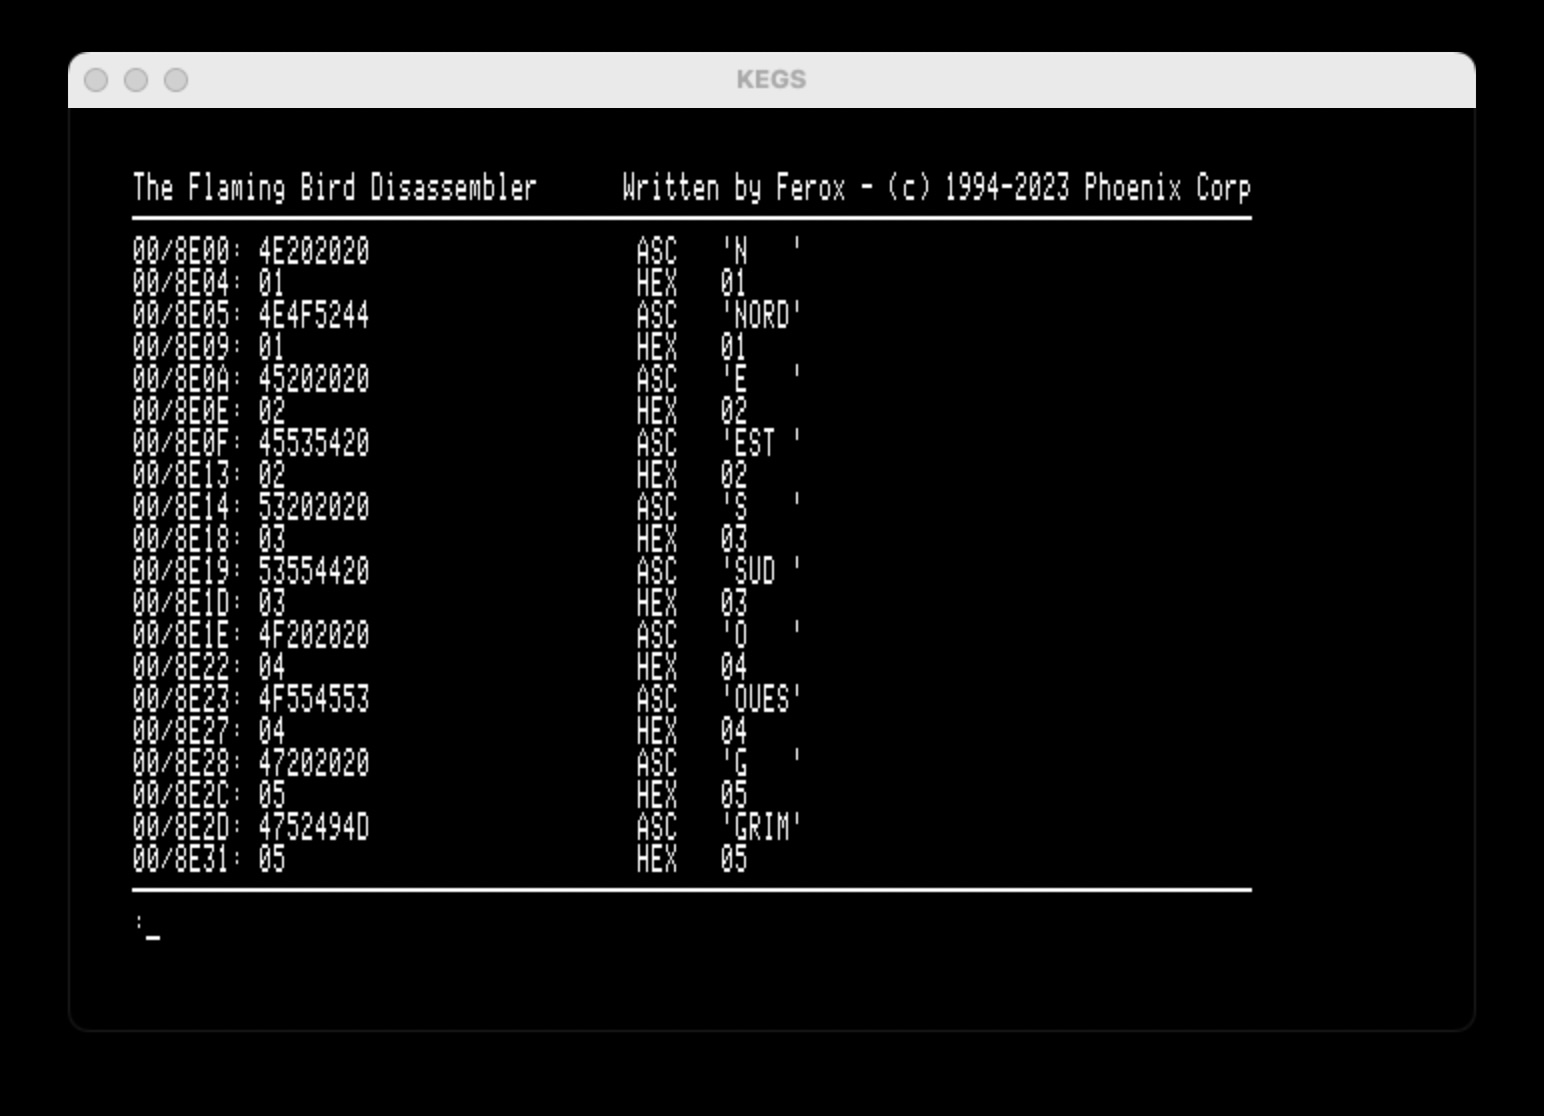 KEGS
The Flaming Bird Disassembler      Written by Ferox - (c) 1994-2023 Phoenix Corp
00/8E00: 4E202020                   ASC   'N   '
00/8E04: 01                         HEX   01
00/8E05: 4E4F5244                   ASC   'NORD'
00/8E09: 01                         HEX   01
00/8E0A: 45202020                   ASC   'E   '
00/8E0E: 02                         HEX   02
00/8E0F: 45535420                   ASC   'EST '
00/8E13: 02                         HEX   02
00/8E14: 53202020                   ASC   'S   '
00/8E18: 03                         HEX   03
00/8E19: 53554420                   ASC   'SUD '
00/8E1D: 03                         HEX   03
00/8E1E: 4F202020                   ASC   'O   '
00/8E22: 04                         HEX   04
00/8E23: 4F554553                   ASC   'OUES'
00/8E27: 04                         HEX   04
00/8E28: 47202020                   ASC   'G   '
00/8E2C: 05                         HEX   05
00/8E2D: 4752494D                   ASC   'GRIM'
00/8E31: 05                         HEX   05
:_